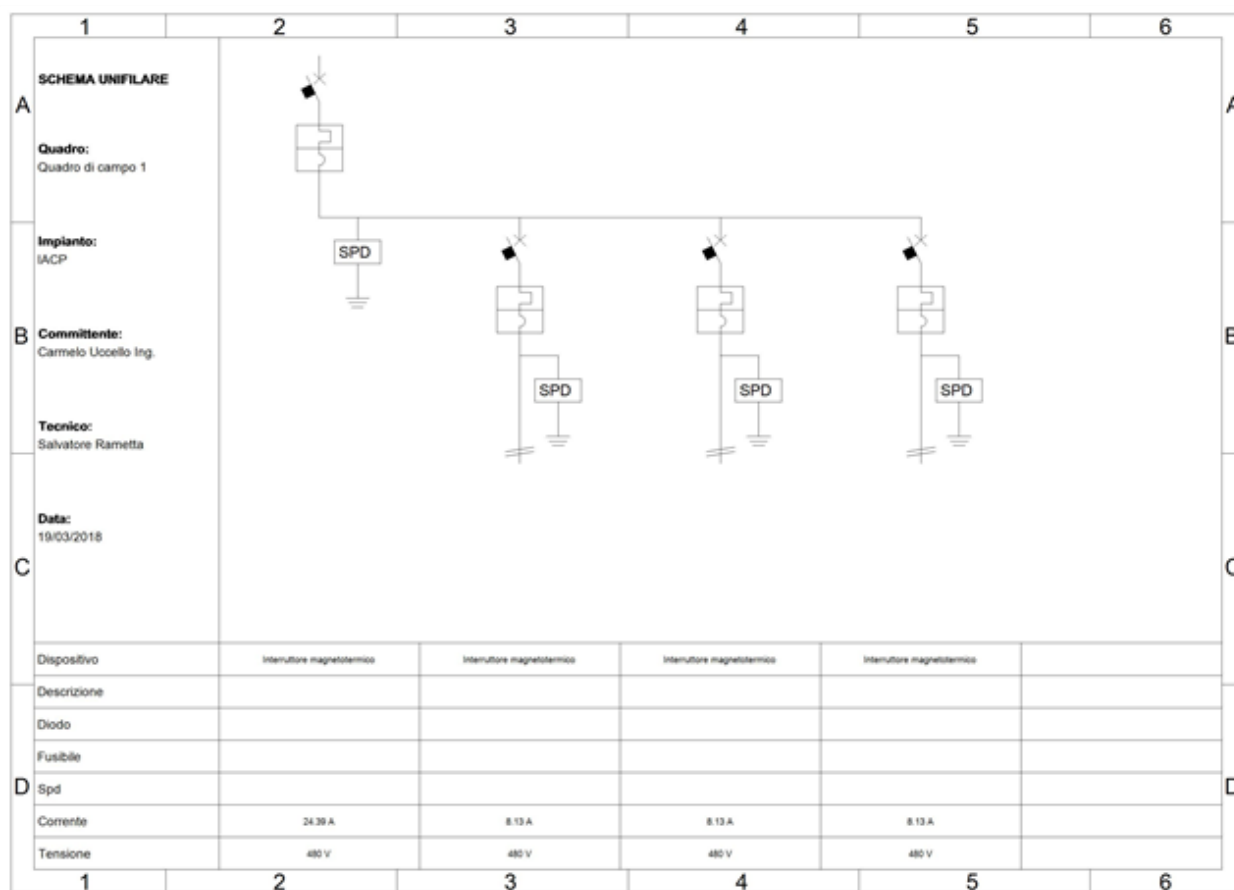 1 2 3 4 5 6
A A
SCHEMA UNIFILARE
Quadro:
Quadro di campo 1
Impianto:
IACP
SPD
B B
Committente:
Carmelo Uccello Ing.
SPD SPD SPD
Tecnico:
Salvatore Rametta
Data:
19/03/2018
C C
Dispositivo Interruttore magnetotermico Interruttore magnetotermico Interruttore magnetotermico Interruttore magnetotermico
Descrizione
Diodo
Fusibile
D Spd D
Corrente 24.39 A 8.13 A 8.13 A 8.13 A
Tensione 480 V 480 V 480 V 480 V
1 2 3 4 5 6